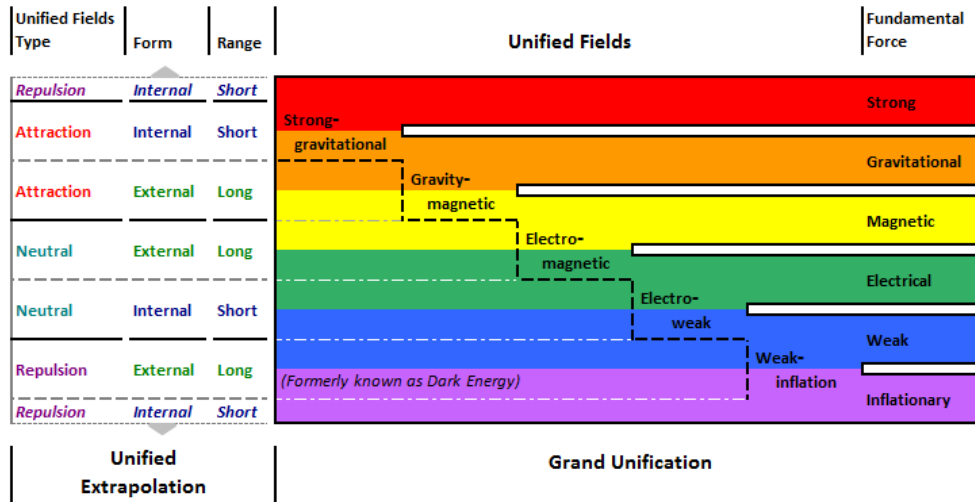 Unified Fields
Type
Form
Range
Unified Fields
Fundamental
Force
Repulsion Internal Short
Strong
Attraction Internal Short
Strong-
gravitational
Gravitational
Attraction External Long
Gravity-
magnetic
Magnetic
Neutral External Long
Electro-
magnetic
Electrical
Neutral Internal Short
Electro-
weak
Weak
Repulsion External Long
(Formerly known as Dark Energy)
Weak-
inflation
Repulsion Internal Short
Inflationary
Unified
Extrapolation
Grand Unification